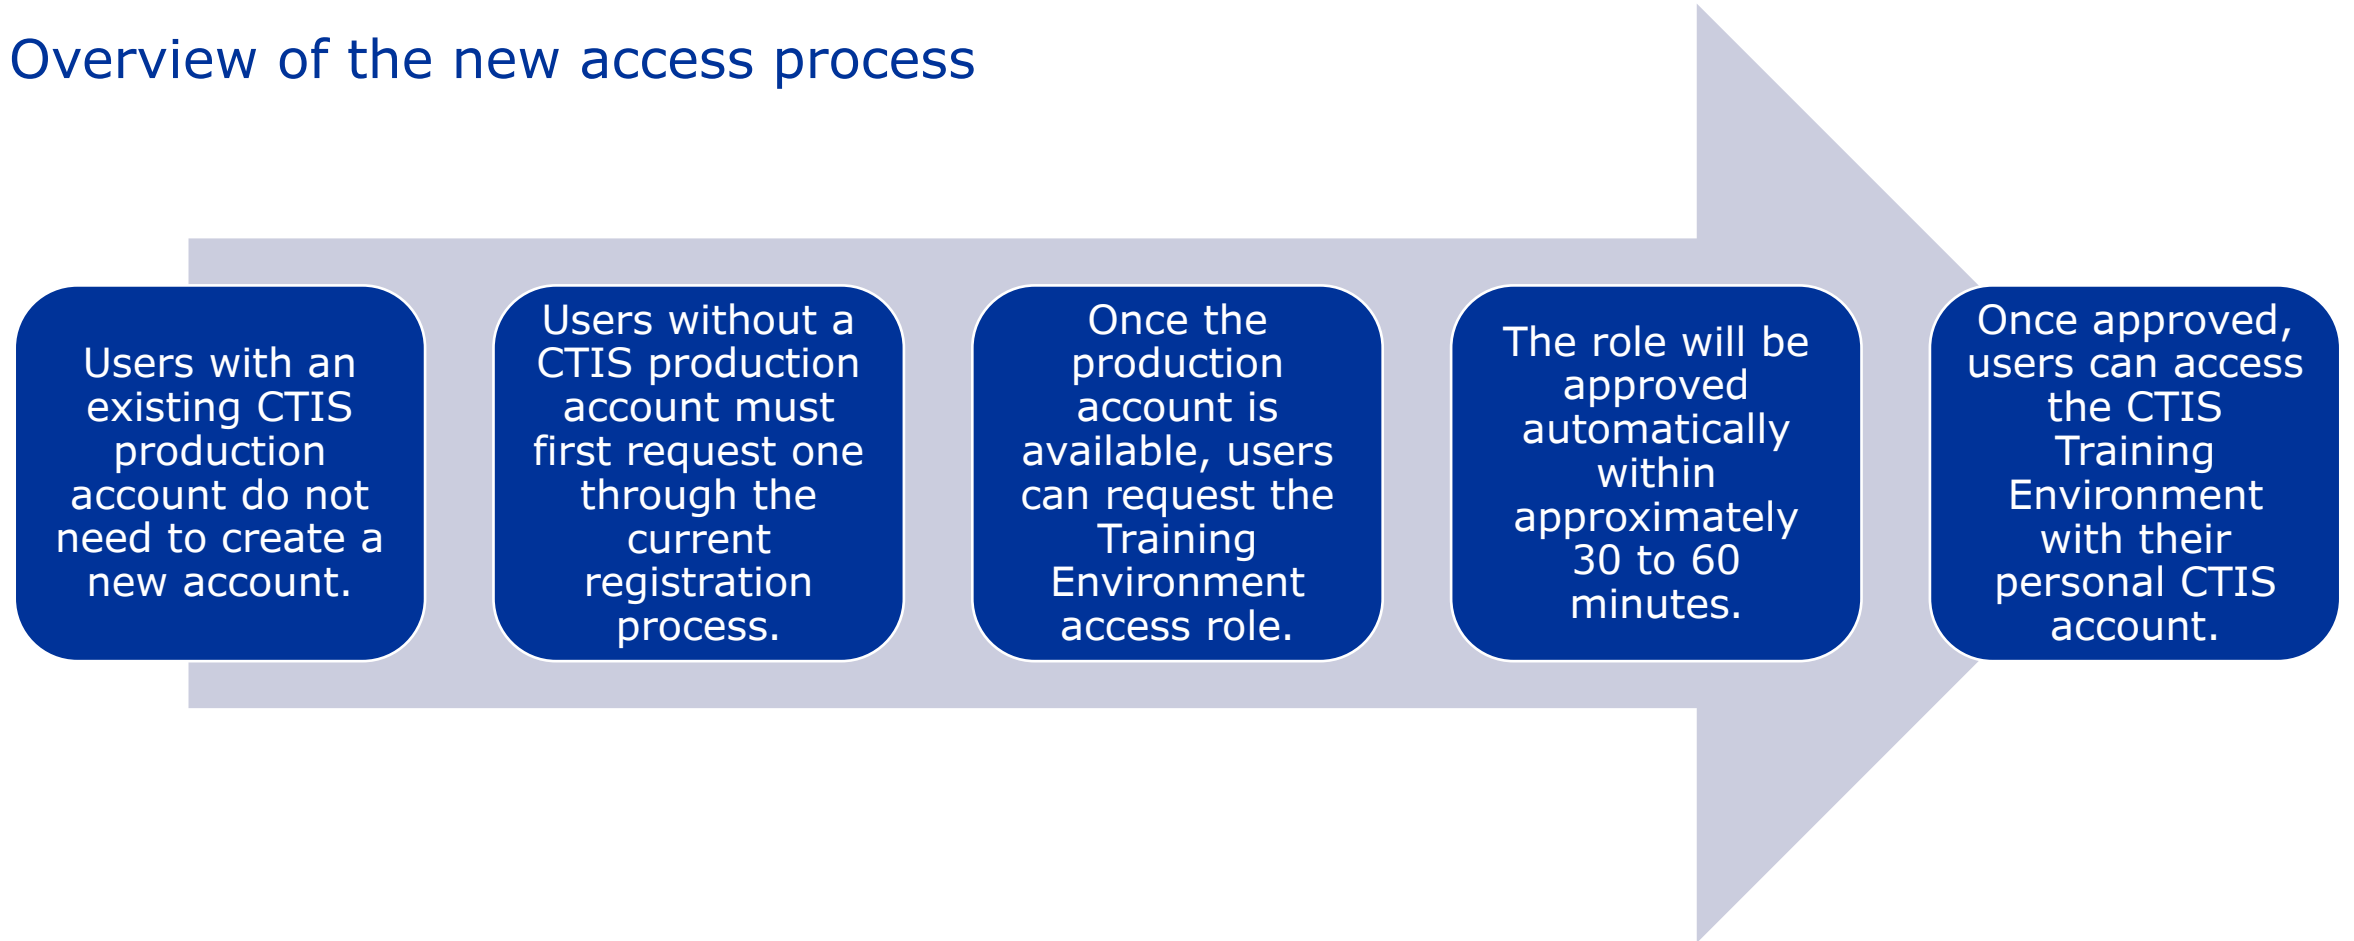 Overview of the new access process
Users with an
existing CTIS
production
account do not
need to create a
new account.
Users without a
CTIS production
account must
first request one
through the
current
registration
process.
Once the
production
account is
available, users
can request the
Training
Environment
access role.
The role will be
approved
automatically
within
approximately
30 to 60
minutes.
Once approved,
users can access
the CTIS
Training
Environment
with their
personal CTIS
account.